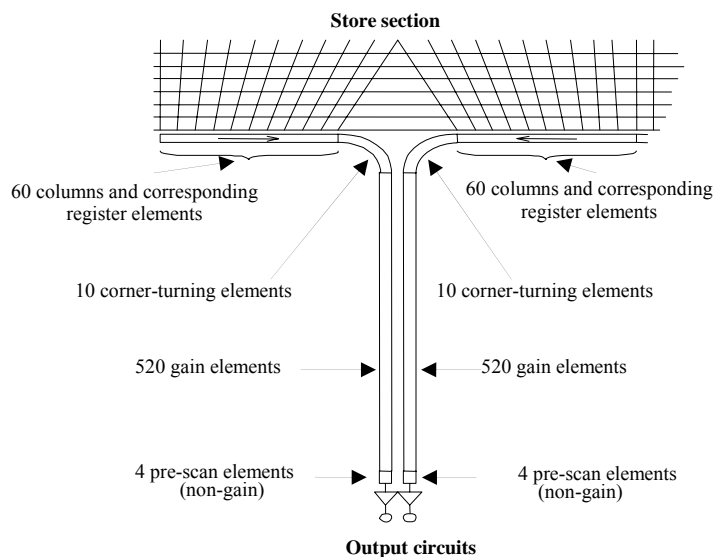 Store section
60 columns and corresponding
register elements
60 columns and corresponding
register elements
10 corner-turning elements
10 corner-turning elements
520 gain elements
520 gain elements
4 pre-scan elements
(non-gain)
4 pre-scan elements
(non-gain)
Output circuits